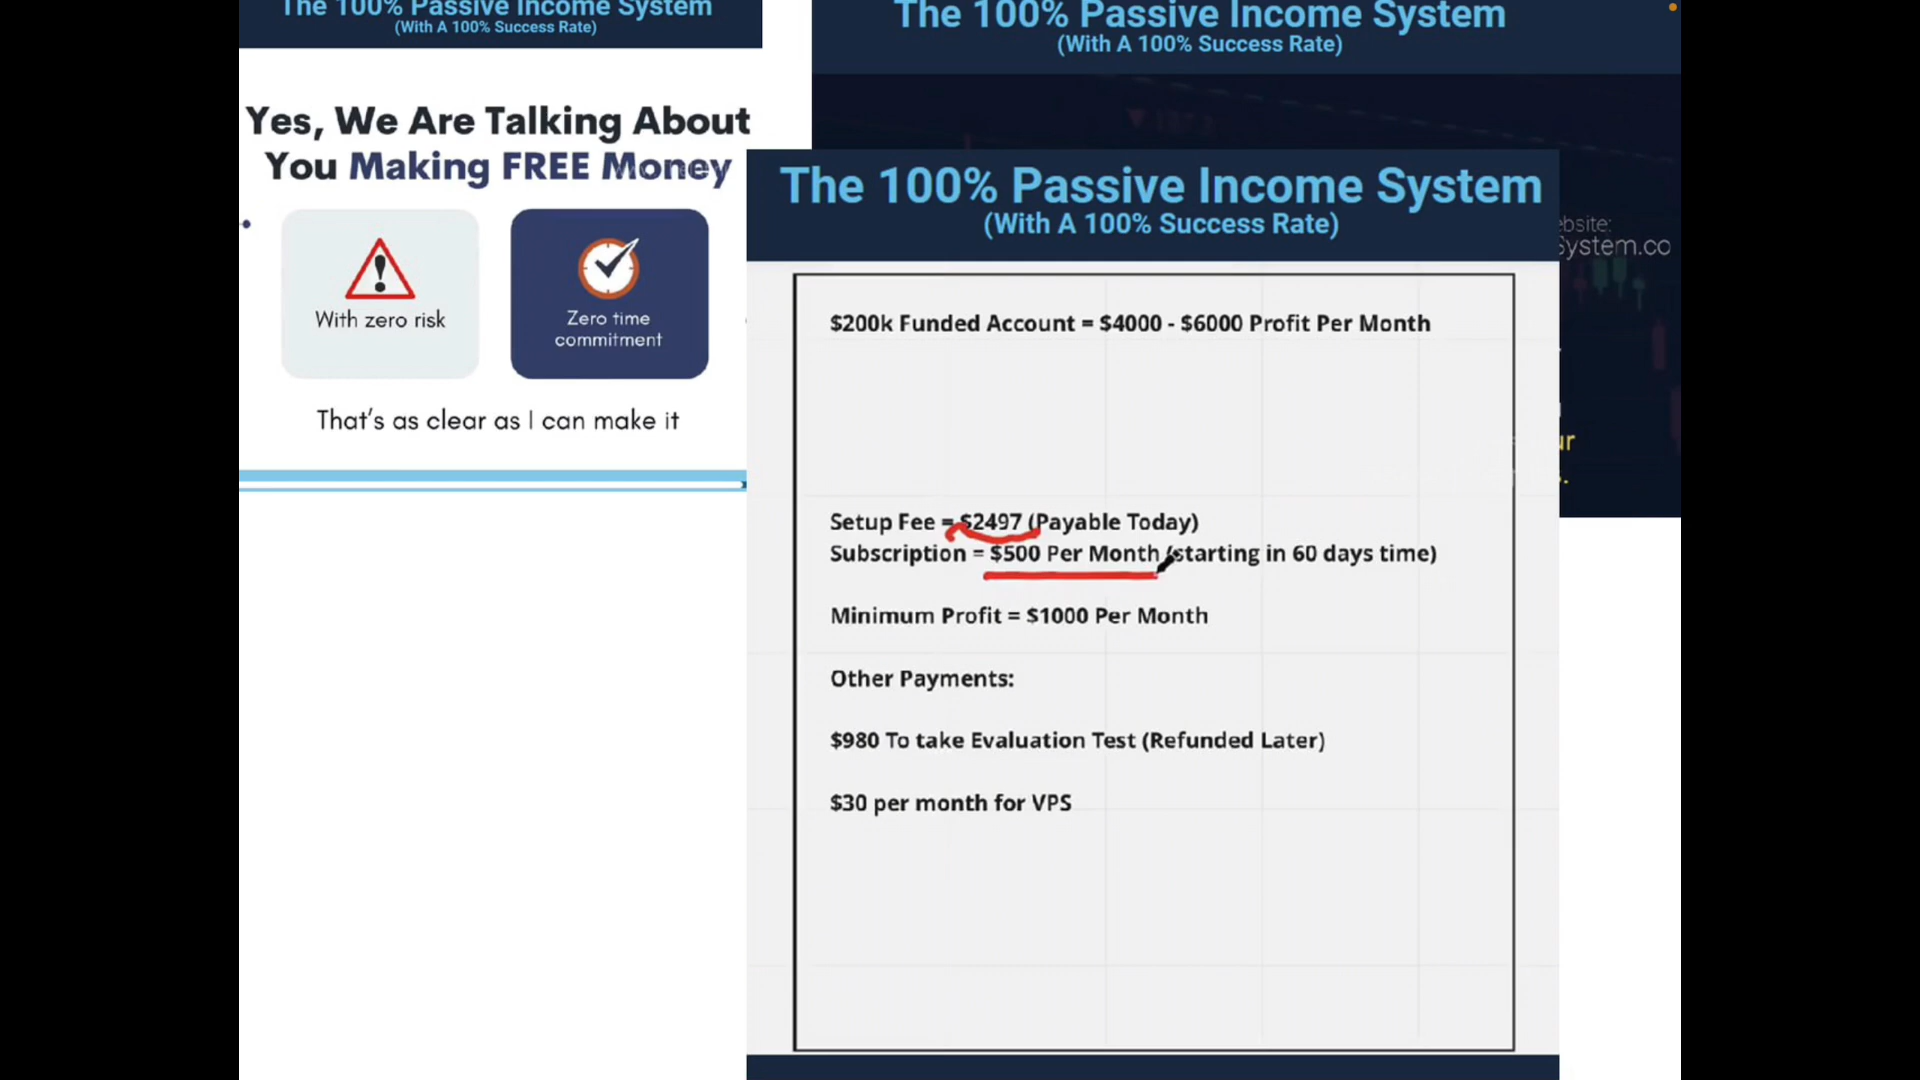 The 100% Passive Income System
(With A 100% Success Rate)
Yes, We Are Talking About
You Making FREE Money
With zero risk
Zero time
commitment
That's as clear as I can make it
The 100% Passive Income System
(With A 100% Success Rate)
System.co
The 100% Passive Income System
(With A 100% Success Rate)
$200k Funded Account = $4000 - $6000 Profit Per Month
Setup Fee = $2497 (Payable Today)
Subscription = $500 Per Month (starting in 60 days time)
Minimum Profit = $1000 Per Month
Other Payments:
$980 To take Evaluation Test (Refunded Later)
$30 per month for VPS